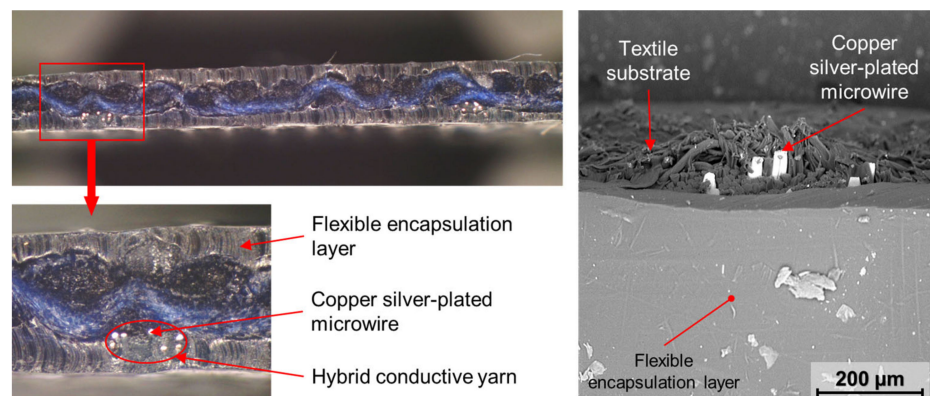 Flexible encapsulation
layer
Copper silver-plated
microwire
Hybrid conductive yarn
Textile
substrate
Copper
silver-plated
microwire
Flexible
encapsulation layer
200 µm